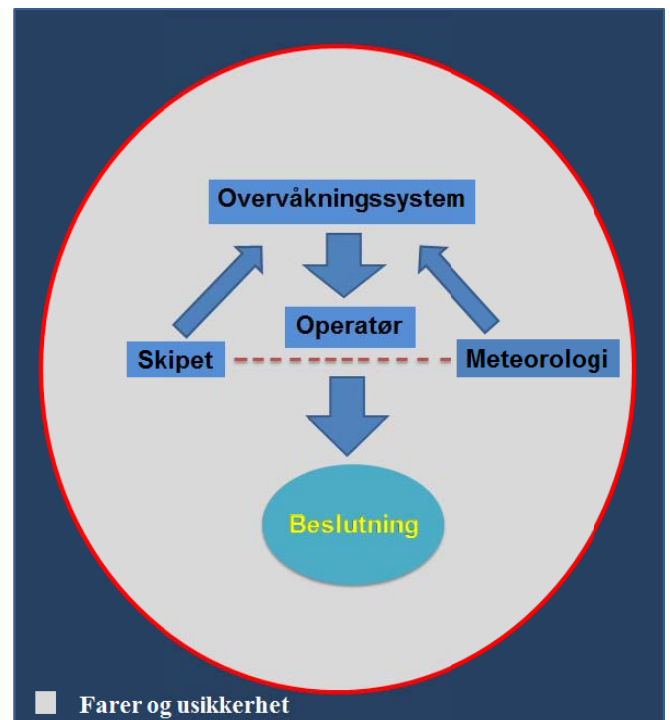 Overvåkningssystem
Operatør
Skipet
Meteorologi
Beslutning
Farer og usikkerhet